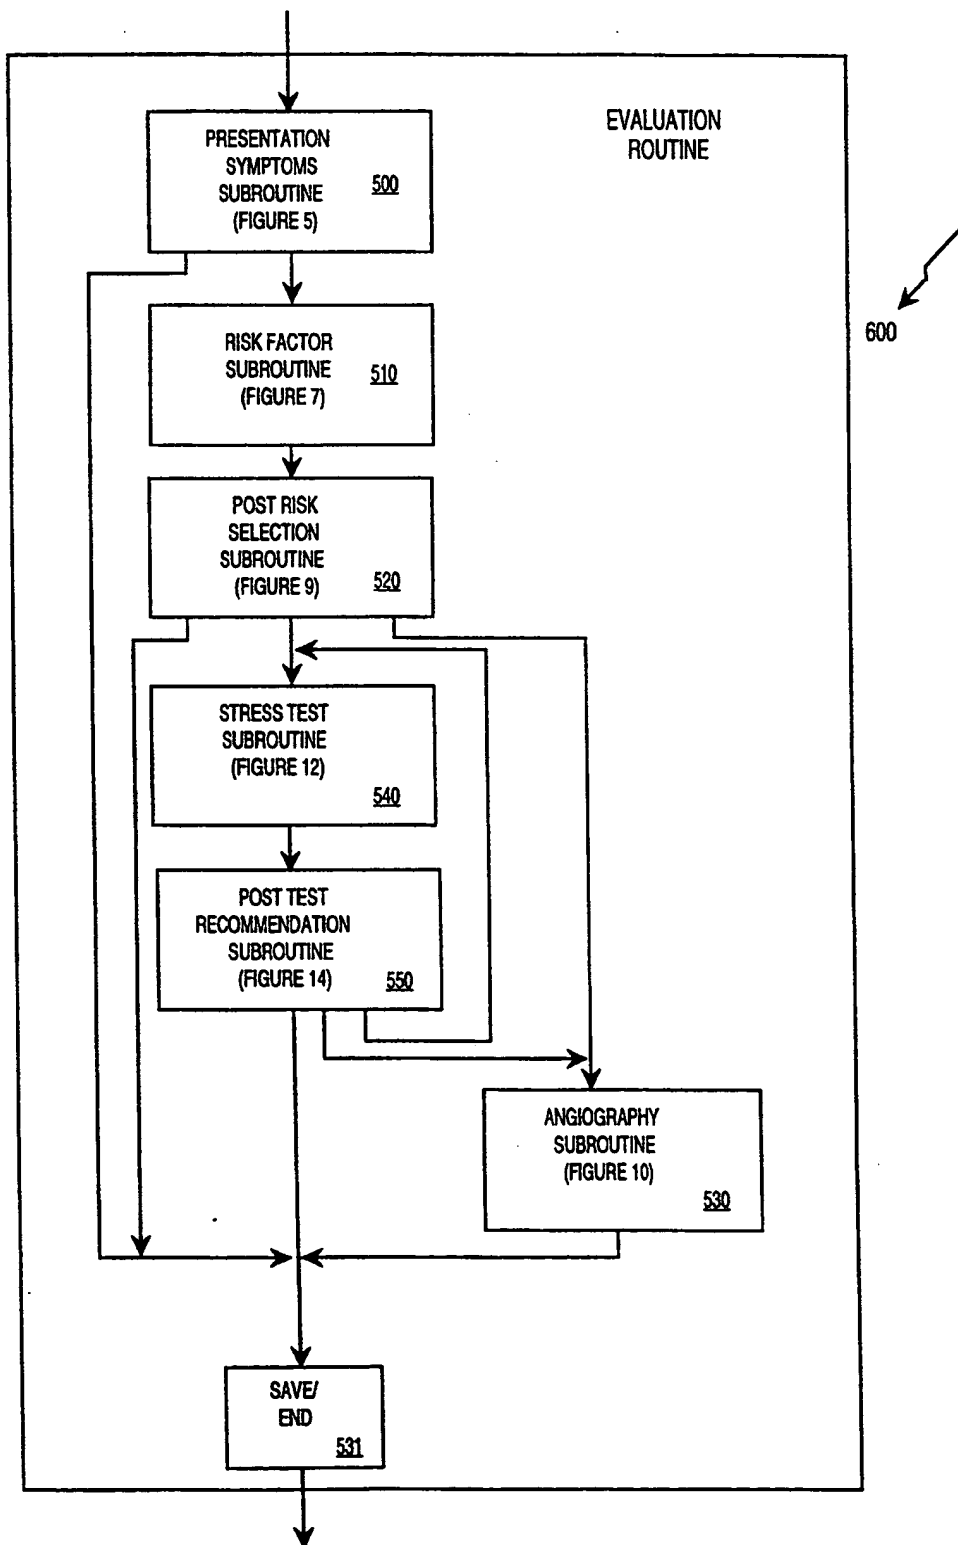 EVALUATION
ROUTINE
PRESENTATION
SYMPTOMS
SUBROUTINE
(FIGURE 5)
500
600
RISK FACTOR
SUBROUTINE
(FIGURE 7)
510
POST RISK
SELECTION
SUBROUTINE
(FIGURE 9)
520
STRESS TEST
SUBROUTINE
(FIGURE 12)
540
POST TEST
RECOMMENDATION
SUBROUTINE
(FIGURE 14)
550
ANGIOGRAPHY
SUBROUTINE
(FIGURE 10)
530
SAVE/
END
531